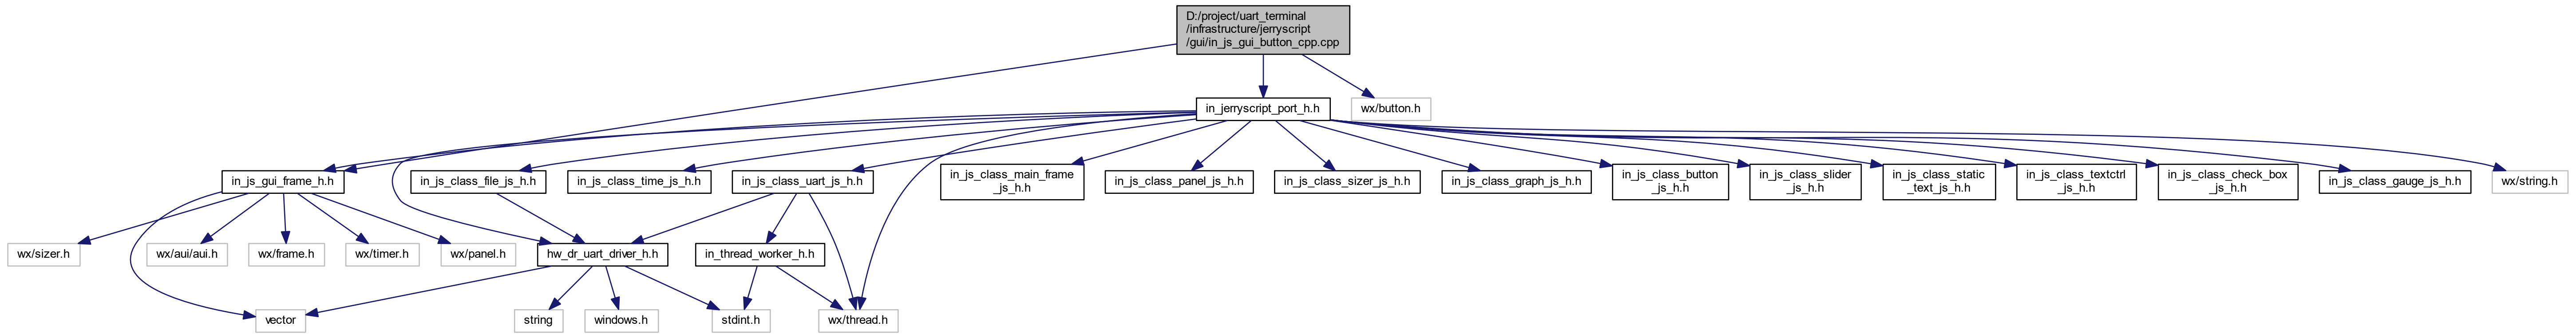 D:/project/uart_terminal
/infrastructure/jerryscript
/gui/in_js_gui_button_cpp.cpp
in_jerryscript_port_h.h
wx/button.h
in_js_gui_frame_h.h
in_js_class_file_js_h.h
in_js_class_time_js_h.h
in_js_class_uart_js_h.h
in_js_class_main_frame
_js_h.h
in_js_class_panel_js_h.h
in_js_class_sizer_js_h.h
in_js_class_graph_js_h.h
in_js_class_button
_js_h.h
in_js_class_slider
_js_h.h
in_js_class_static
_text_js_h.h
in_js_class_textctrl
_js_h.h
in_js_class_check_box
_js_h.h
in_js_class_gauge_js_h.h
wx/string.h
wx/sizer.h
wx/aui/aui.h
wx/frame.h
wx/timer.h
wx/panel.h
hw_dr_uart_driver_h.h
in_thread_worker_h.h
vector
string
windows.h
stdint.h
wx/thread.h